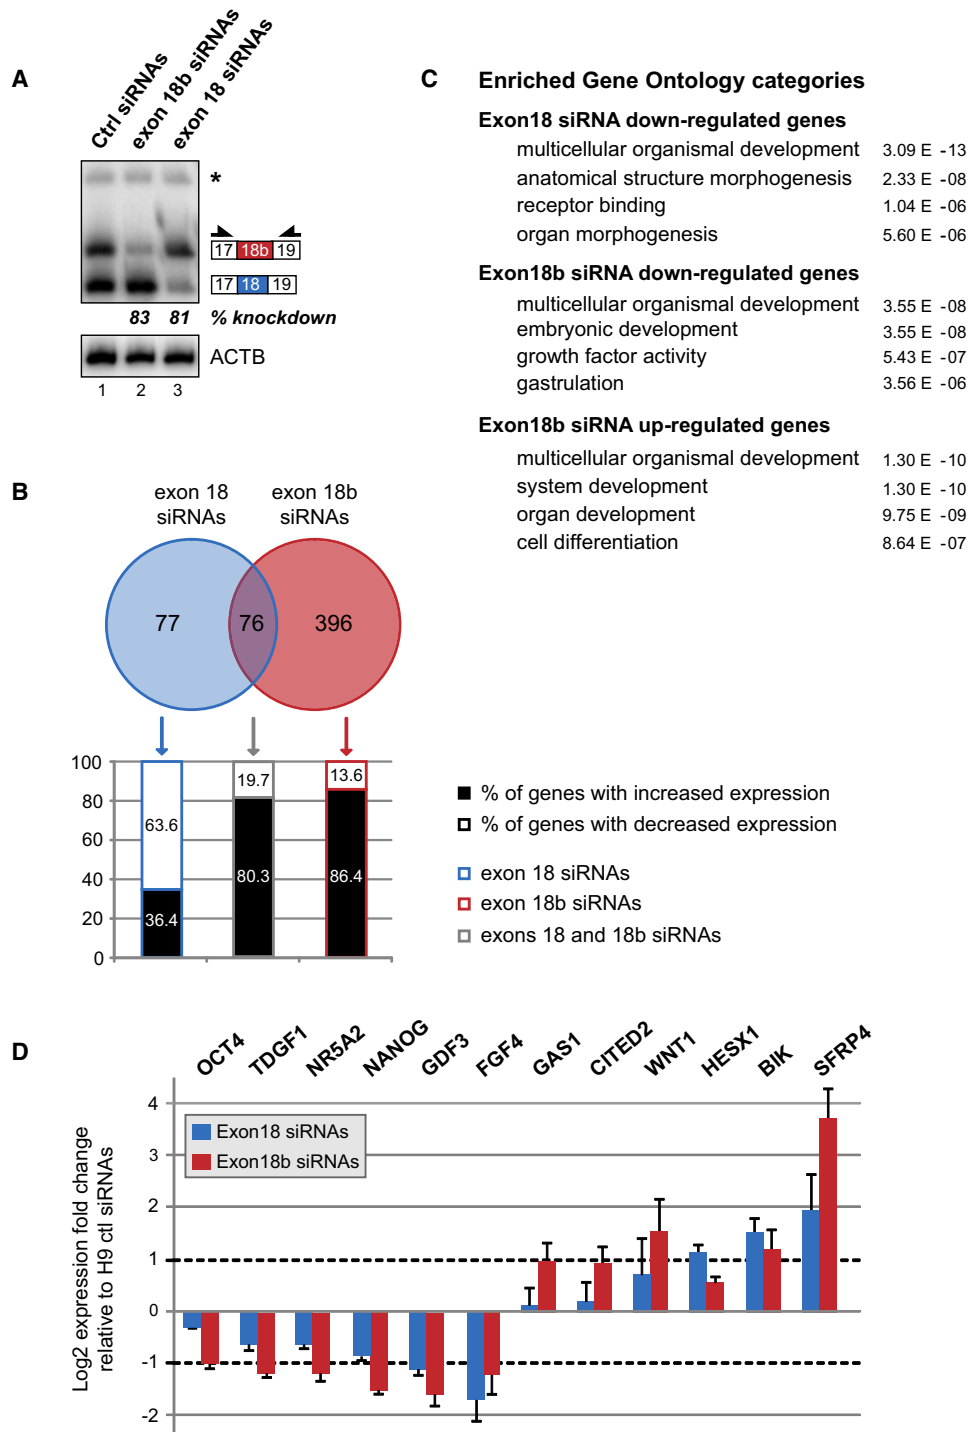 A
Ctrl siRNAs
exon 18b siRNAs
exon 18 siRNAs
*
17 18b 19
17 18 19
83 81 % knockdown
ACTB
1 2 3
B
exon 18 siRNAs
exon 18b siRNAs
77 76 396
100
80
60
40
20
0
63.6
36.4
19.7
80.3
13.6
86.4
% of genes with increased expression
% of genes with decreased expression
exon 18 siRNAs
exon 18b siRNAs
exons 18 and 18b siRNAs
C Enriched Gene Ontology categories
Exon18 siRNA down-regulated genes
multicellular organismal development 3.09 E -13
anatomical structure morphogenesis 2.33 E -08
receptor binding 1.04 E -06
organ morphogenesis 5.60 E -06
Exon18b siRNA down-regulated genes
multicellular organismal development 3.55 E -08
embryonic development 3.55 E -08
growth factor activity 5.43 E -07
gastrulation 3.56 E -06
Exon18b siRNA up-regulated genes
multicellular organismal development 1.30 E -10
system development 1.30 E -10
organ development 9.75 E -09
cell differentiation 8.64 E -07
D
OCT4 TDGF1 NR5A2 NANOG GDF3 FGF4 GAS1 CITED2 WNT1 HESX1 BIK SFRP4
Log2 expression fold change
relative to H9 ctl siRNAs
4
3
2
1
0
-1
-2
Exon18 siRNAs
Exon18b siRNAs